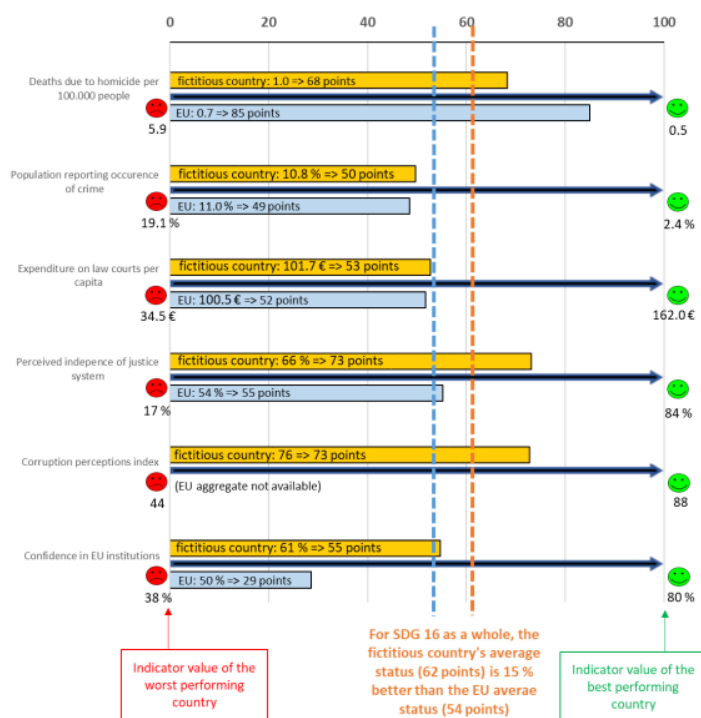 0 20 40 60 80 100
Deaths due to homicide per
100.000 people
fictitious country: 1.0 => 68 points
EU: 0.7 => 85 points
5.9
0.5
Population reporting occurence
of crime
fictitious country: 10.8 % => 50 points
EU: 11.0 % => 49 points
19.1 %
2.4 %
Expenditure on law courts per
capita
fictitious country: 101.7 € => 53 points
EU: 100.5 € => 52 points
34.5 €
162.0 €
Perceived indepence of justice
system
fictitious country: 66 % => 73 points
EU: 54 % => 55 points
17 %
84 %
Corruption perceptions index
fictitious country: 76 => 73 points
(EU aggregate not available)
44
88
Confidence in EU institutions
fictitious country: 61 % => 55 points
EU: 50 % => 29 points
38 %
80 %
Indicator value of the
worst performing
country
For SDG 16 as a whole, the
fictitious country's average
status (62 points) is 15 %
better than the EU averae
status (54 points)
Indicator value of the
best performing
country